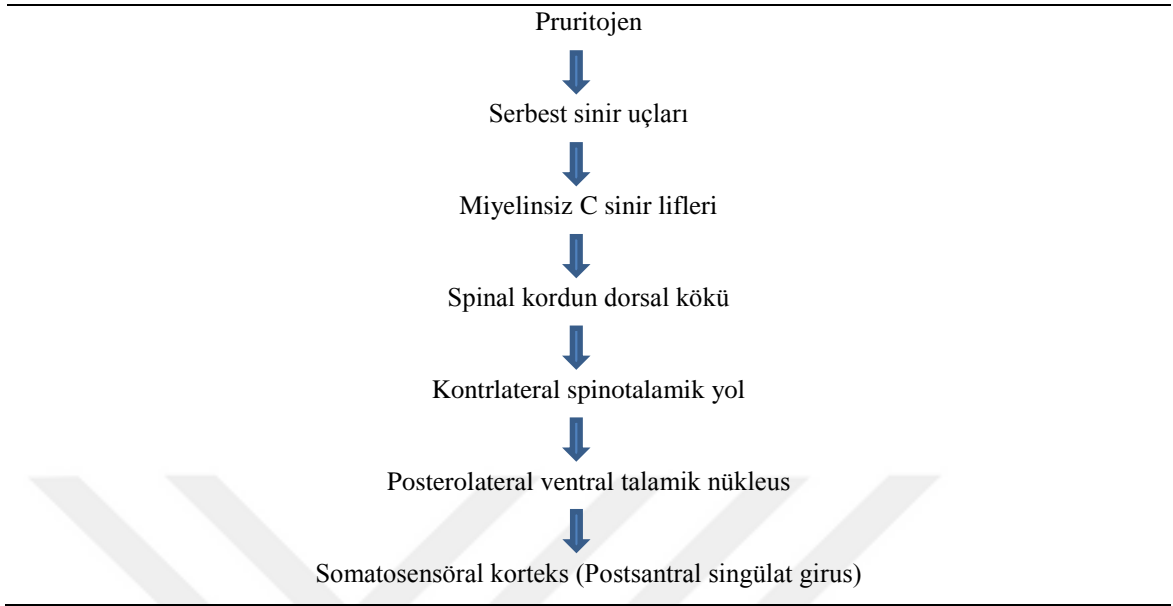 Pruritojen
Serbest sinir uçları
Miyelinsiz C sinir lifleri
Spinal kordun dorsal kökü
Kontrlateral spinotalamik yol
Posterolateral ventral talamik nükleus
Somatosensöral korteks (Postsantral singülat girus)